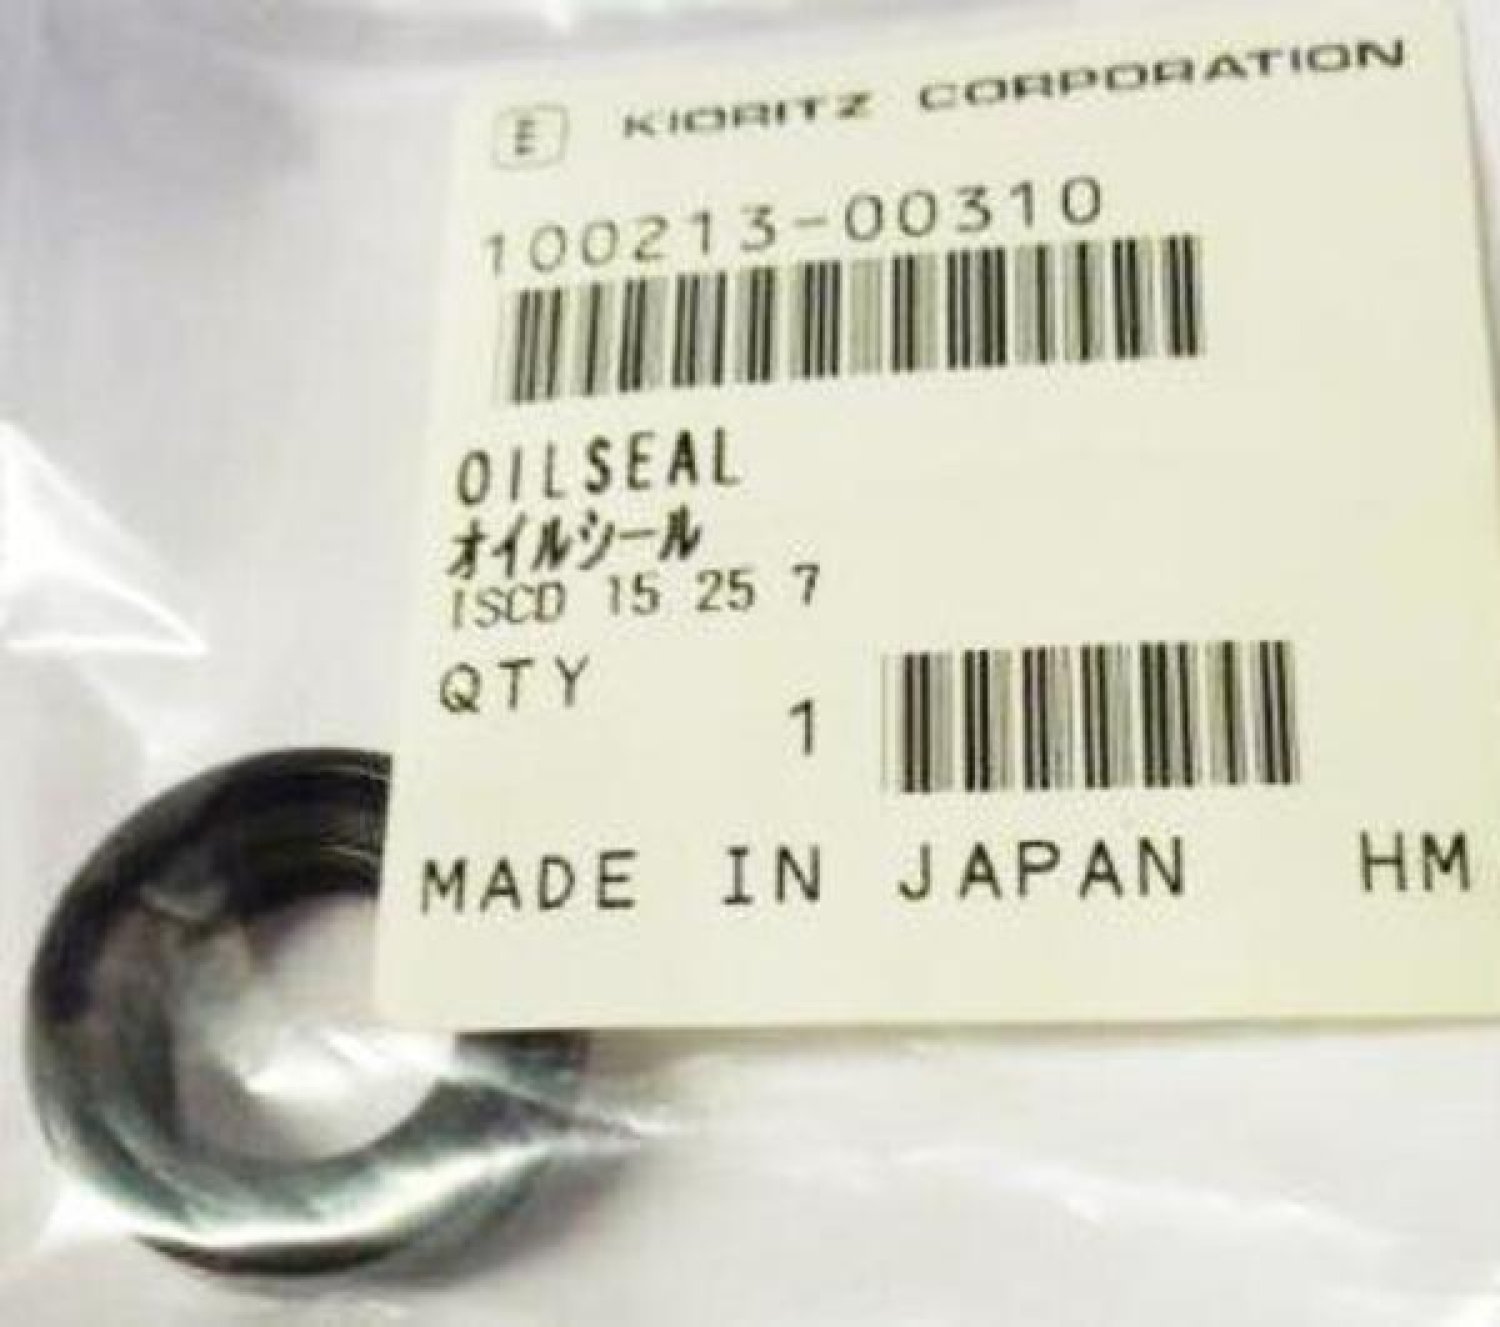 E KIORITZ CORPORATION
100213-00310
OILSEAL
オイルシール
ISCD 15 25 7
QTY 1
MADE IN JAPAN HM